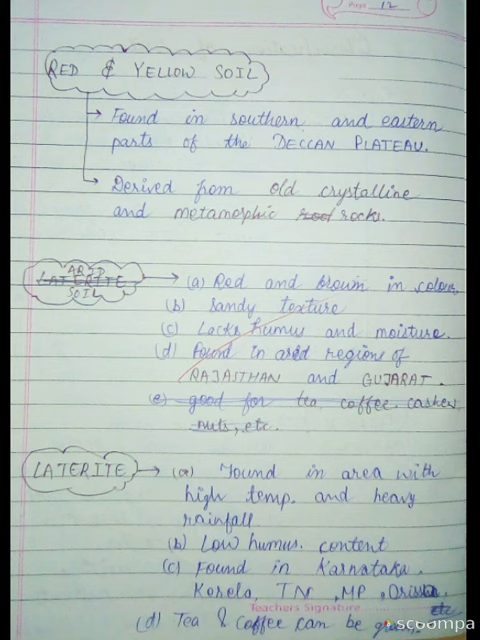 Page 12
RED & YELLOW SOIL
Found in southern and eastern
parts of the DECCAN PLATEAU.
Derived from old crystalline
and metamorphic rocks.
ARID
LATERITE
SOIL
(a) Red and brown in colour.
(b) Sandy texture
(c) Lacks humus and moisture.
(d) Found in arid regions of
RAJASTHAN and GUJARAT.
(e) good for tea coffee cashew
nuts, etc.
LATERITE
(a) Found in area with
high temp. and heavy
rainfall
(b) Low humus content
(c) Found in Karnataka.
Kerela, TN, MP, Orissa
etc
Teachers Signature
(d) Tea & Coffee can be grown.
scoompa